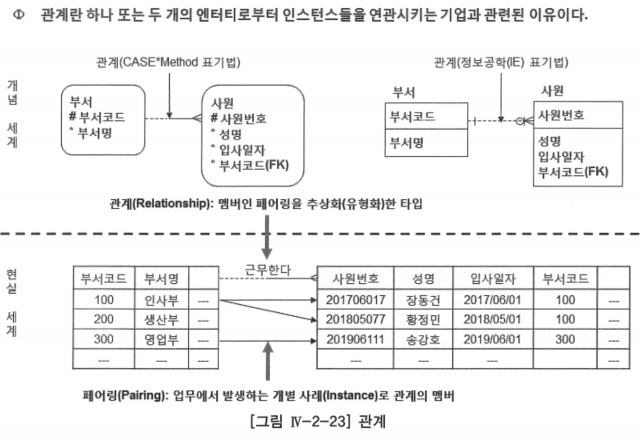 Φ 관계란 하나 또는 두 개의 엔터티로부터 인스턴스들을 연관시키는 기업과 관련된 이유이다.
관계(CASE*Method 표기법) 관계(정보공학(IE) 표기법)
개념 세계
부서
# 부서코드
* 부서명
사원
# 사원번호
* 성명
* 입사일자
* 부서코드(FK)
부서
부서코드
부서명
사원
사원번호
성명
입사일자
부서코드(FK)
관계(Relationship): 멤버인 페어링을 추상화(유형화)한 타입
현실 세계
근무한다
부서코드 부서명
100 인사부 ---
200 생산부 ---
300 영업부 ---
--- ---
사원번호 성명 입사일자 부서코드
201706017 장동건 2017/06/01 100 ---
201805077 황정민 2018/05/01 100 ---
201906111 송강호 2019/06/01 300 ---
--- --- ---
페어링(Pairing): 업무에서 발생하는 개별 사례(Instance)로 관계의 멤버
[그림 Ⅳ-2-23] 관계